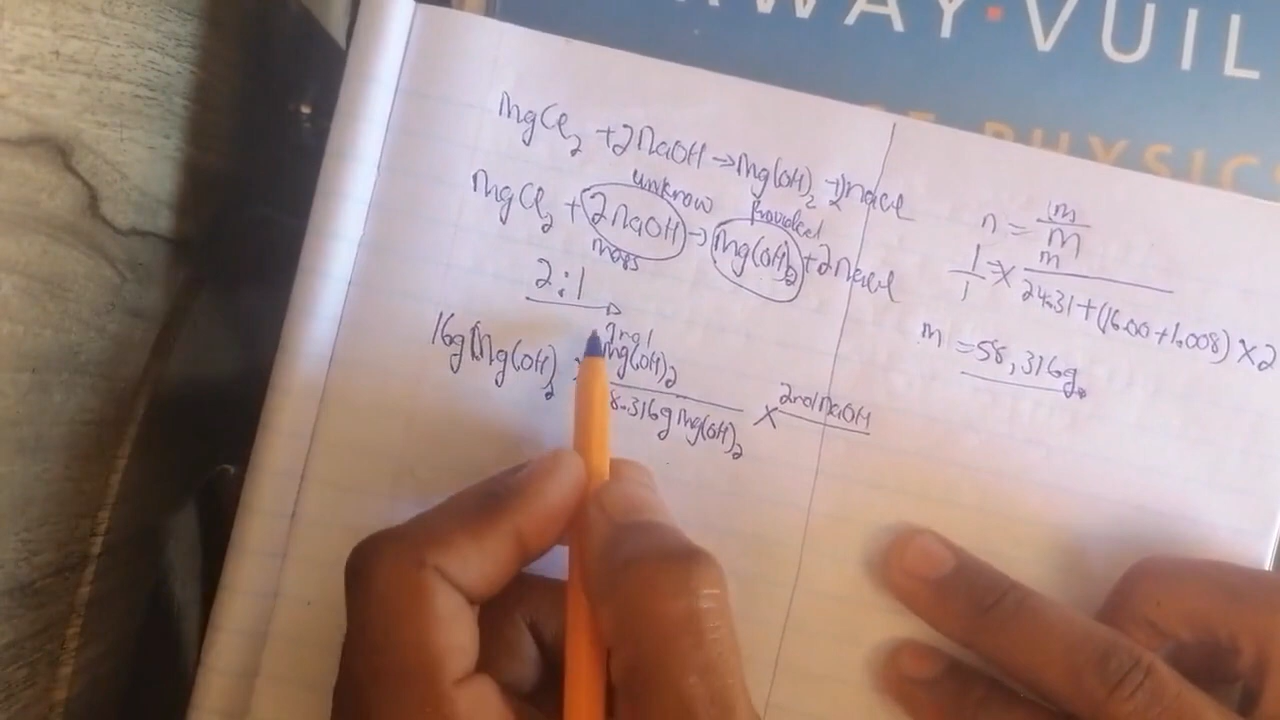 WAY·VUIL
PHYSIC
MgCl₂ + 2NaOH → Mg(OH)₂ + 2NaCl
unknow provided
MgCl₂ + 2NaOH → Mg(OH)₂ + 2NaCl
mass
2:1
16g Mg(OH)₂ × mol Mg(OH)₂ / 8.316g Mg(OH)₂ × 2mol NaOH
n = m/M
1/1 × m/24.31+(16.00+1.008)×2
m = 58,316g